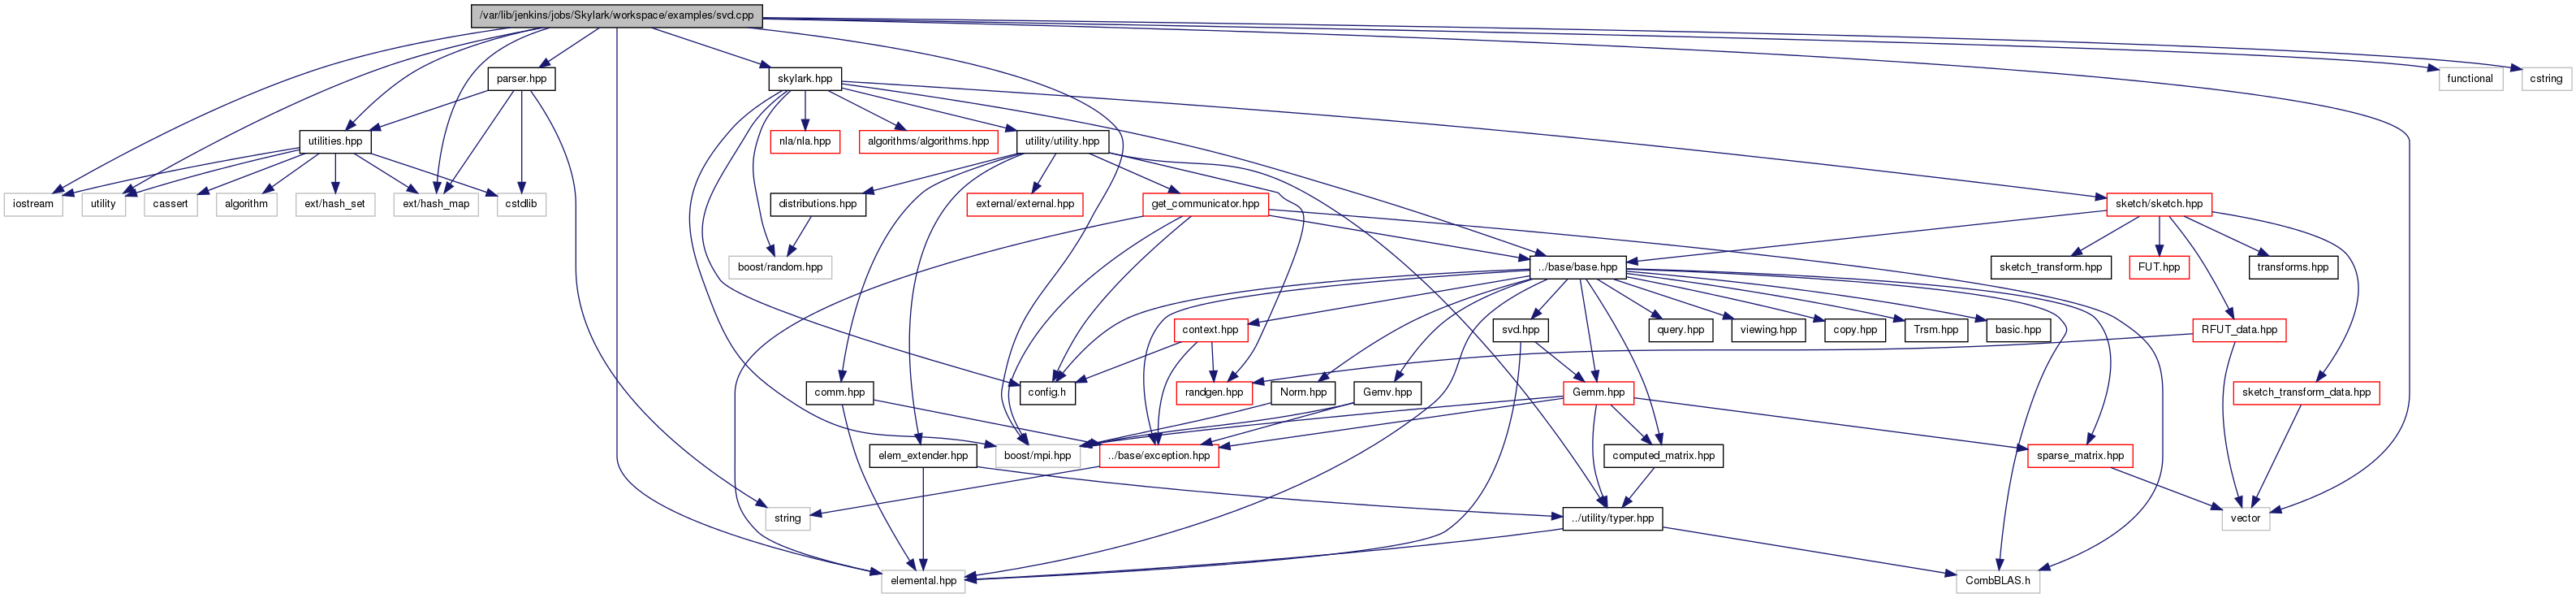 /var/lib/jenkins/jobs/Skylark/workspace/examples/svd.cpp
parser.hpp
skylark.hpp
functional
cstring
utilities.hpp
nla/nla.hpp
algorithms/algorithms.hpp
utility/utility.hpp
iostream
utility
cassert
algorithm
ext/hash_set
ext/hash_map
cstdlib
distributions.hpp
external/external.hpp
get_communicator.hpp
sketch/sketch.hpp
boost/random.hpp
../base/base.hpp
sketch_transform.hpp
FUT.hpp
transforms.hpp
context.hpp
svd.hpp
query.hpp
viewing.hpp
copy.hpp
Trsm.hpp
basic.hpp
RFUT_data.hpp
comm.hpp
config.h
randgen.hpp
Norm.hpp
Gemv.hpp
Gemm.hpp
sketch_transform_data.hpp
elem_extender.hpp
boost/mpi.hpp
../base/exception.hpp
computed_matrix.hpp
sparse_matrix.hpp
string
../utility/typer.hpp
vector
elemental.hpp
CombBLAS.h